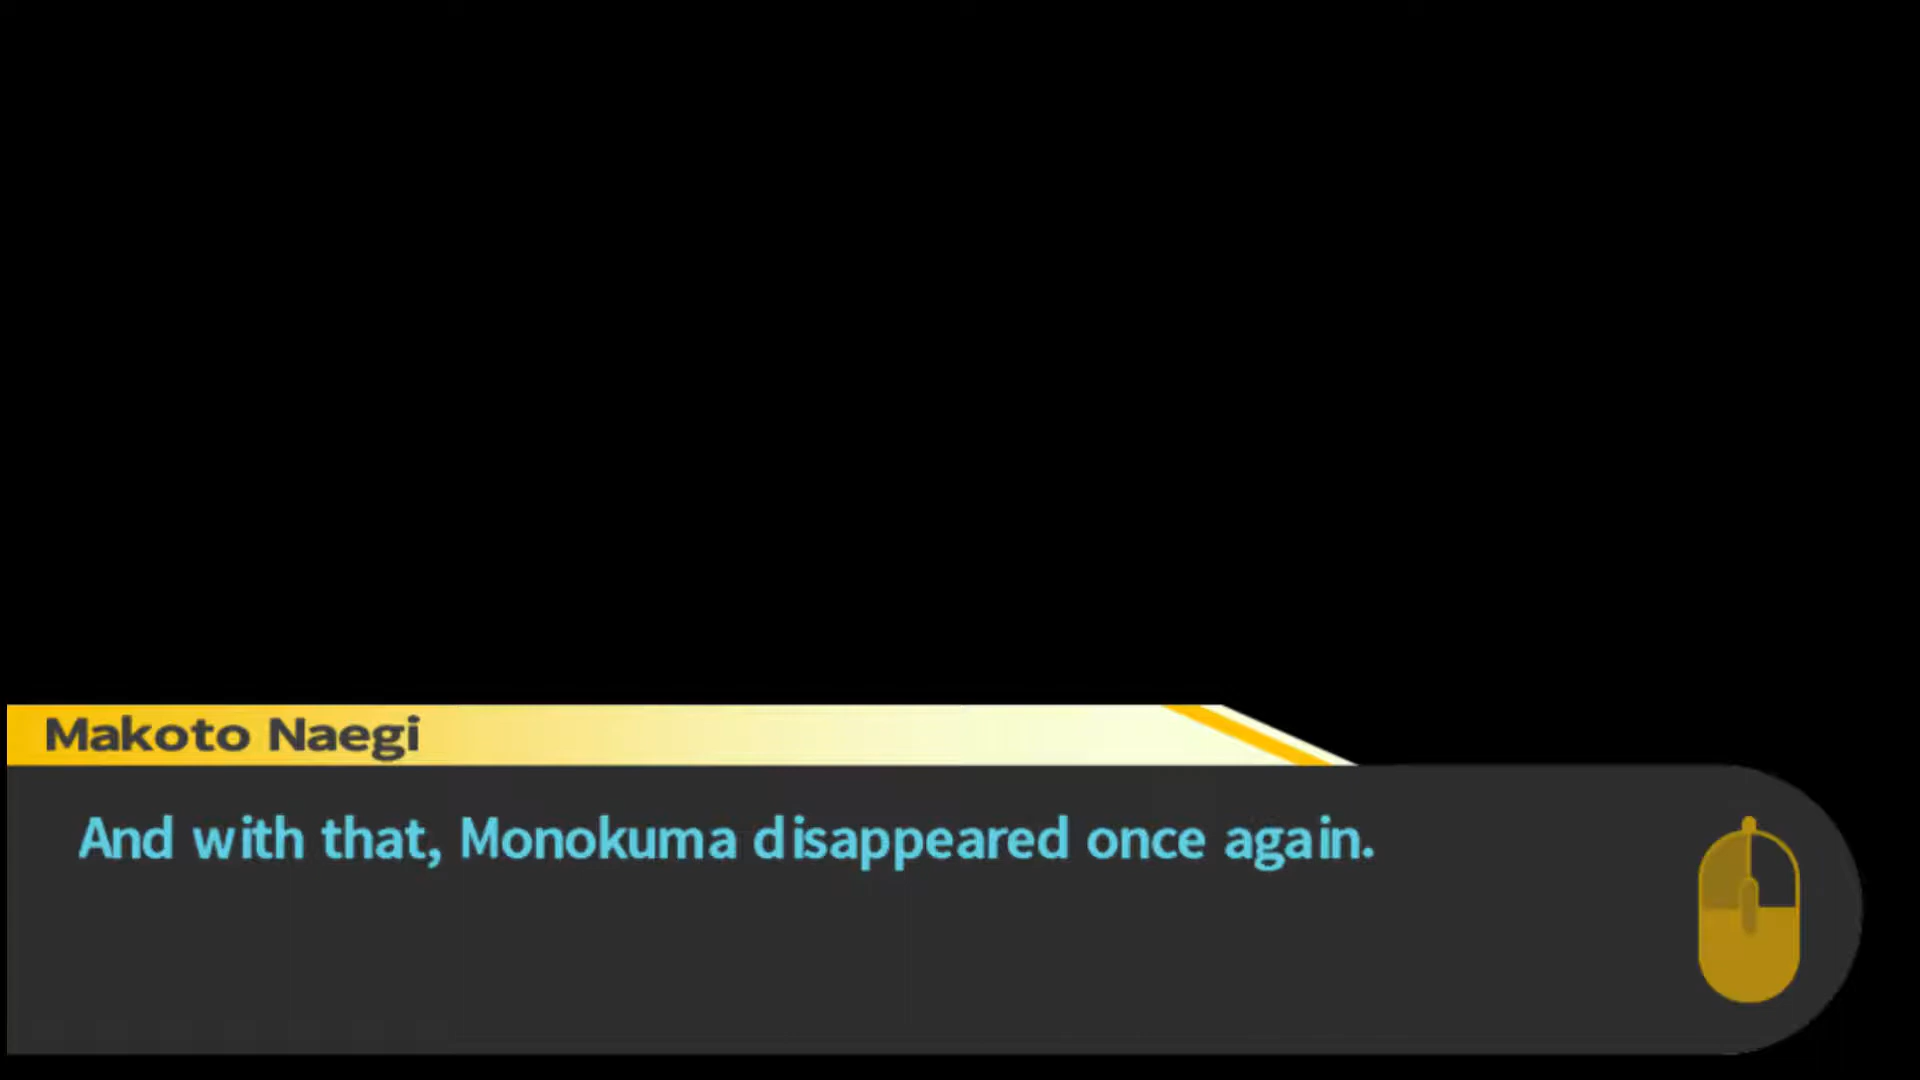 Makoto Naegi
And with that, Monokuma disappeared once again.